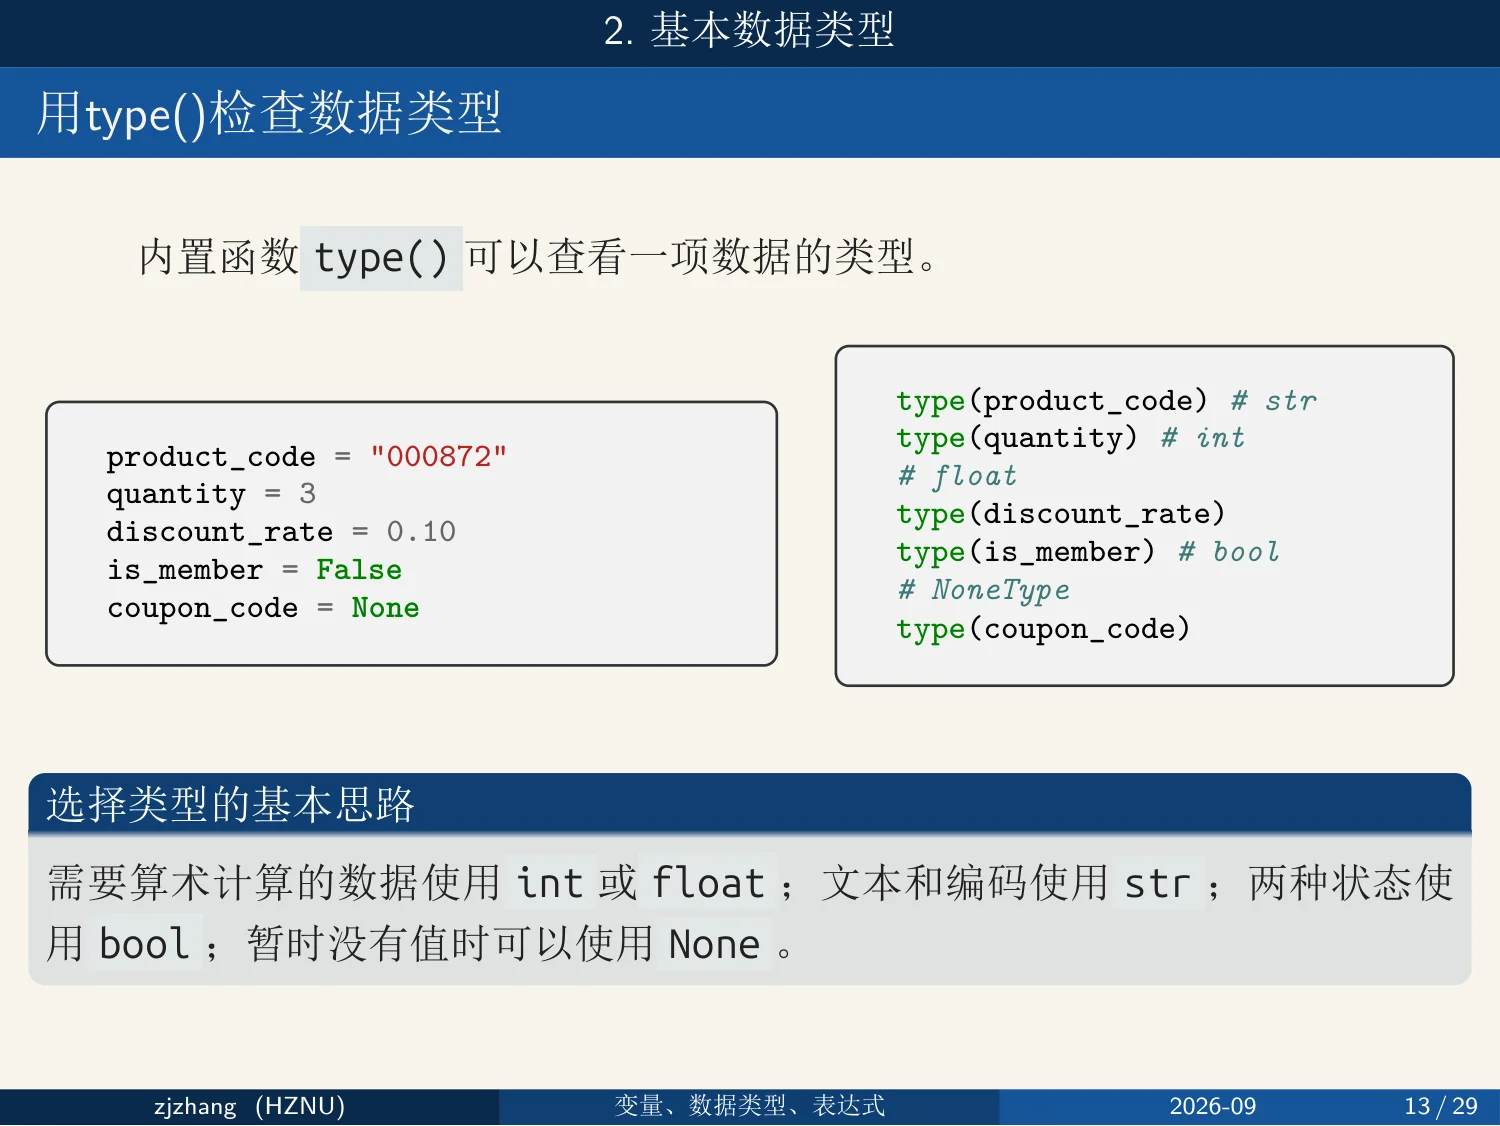 2. 基本数据类型
用type()检查数据类型
内置函数 type() 可以查看一项数据的类型。
product_code = "000872"
quantity = 3
discount_rate = 0.10
is_member = False
coupon_code = None
type(product_code) # str
type(quantity) # int
# float
type(discount_rate)
type(is_member) # bool
# NoneType
type(coupon_code)
选择类型的基本思路
需要算术计算的数据使用 int 或 float ；文本和编码使用 str ；两种状态使
用 bool ；暂时没有值时可以使用 None 。
zjzhang (HZNU) 变量、数据类型、表达式 2026-09 13 / 29